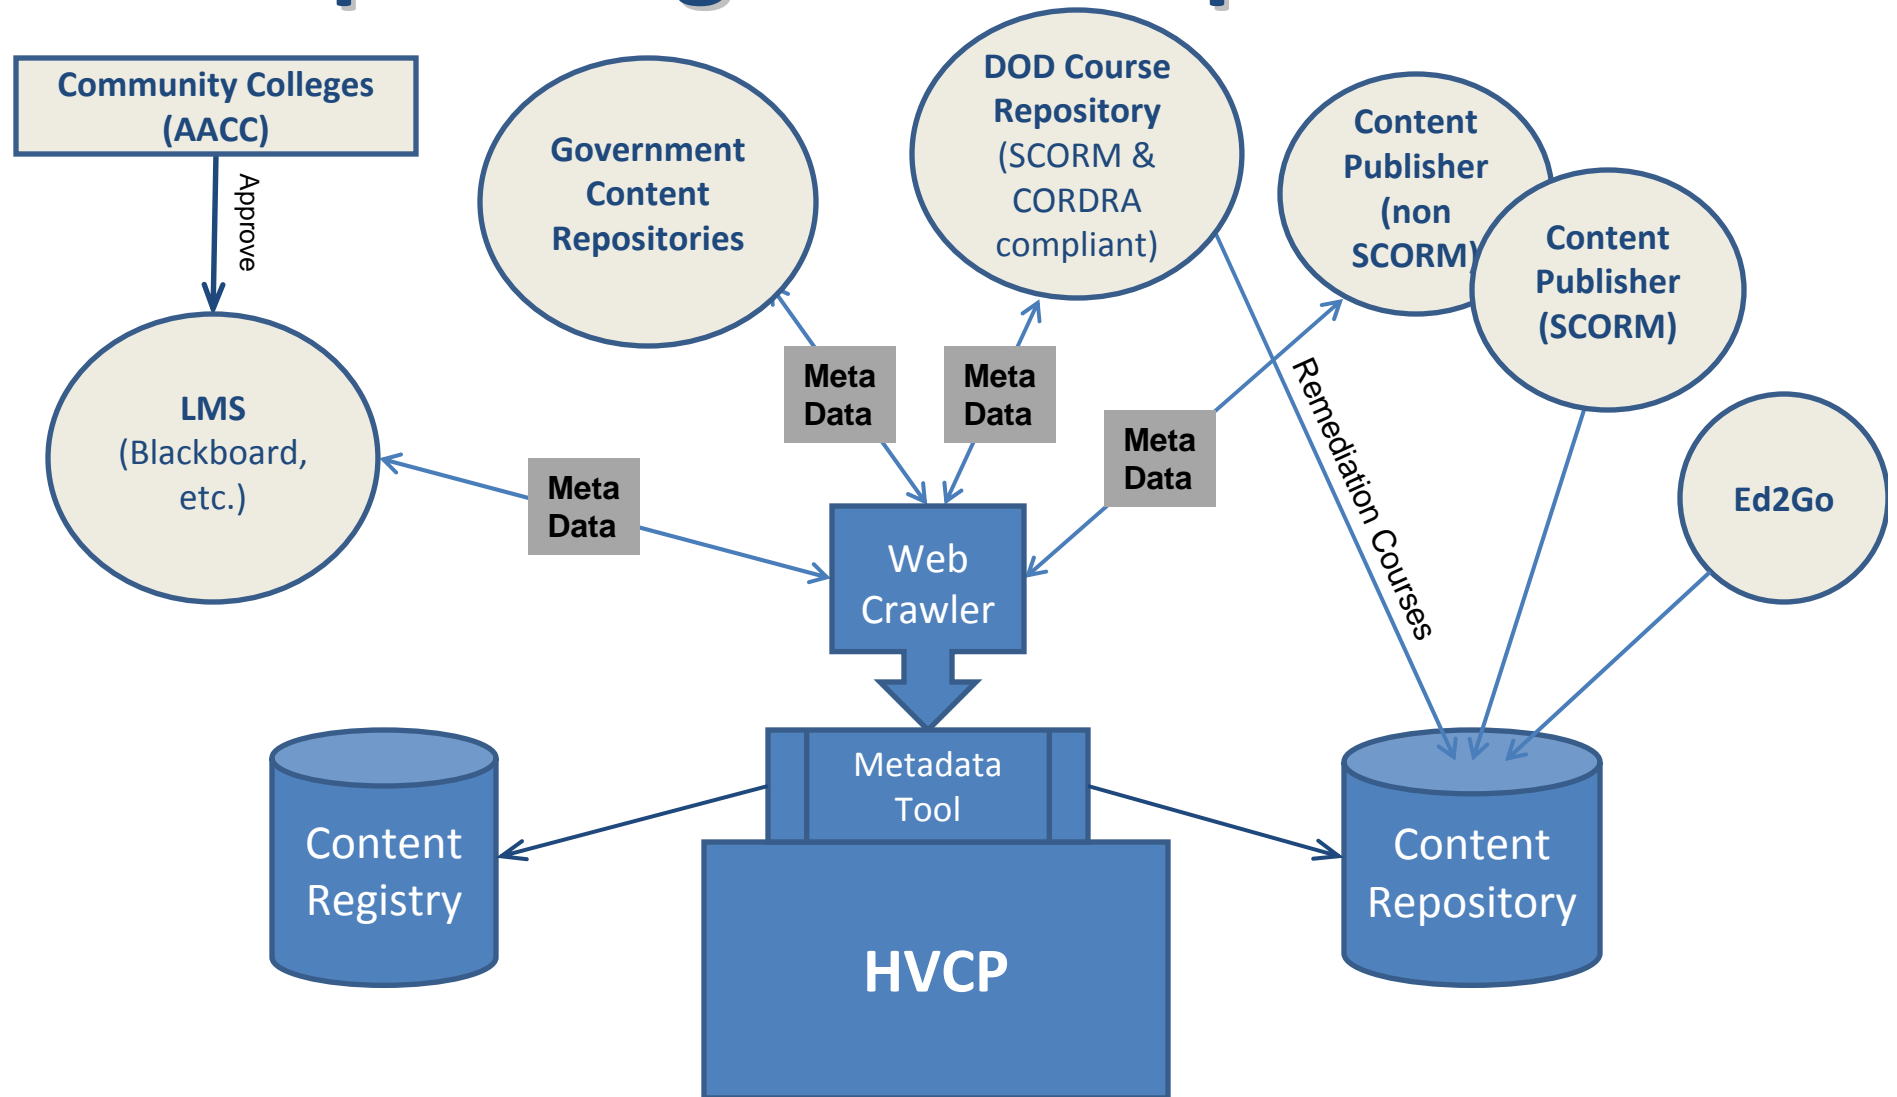 Community Colleges
(AACC)
Approve
Government
Content
Repositories
DOD Course
Repository
(SCORM &
CORDRA
compliant)
Content
Publisher
(non
SCORM)
Content
Publisher
(SCORM)
LMS
(Blackboard,
etc.)
Meta
Data
Meta
Data
Meta
Data
Meta
Data
Remediation Courses
Ed2Go
Web
Crawler
Metadata
Tool
Content
Registry
HVCP
Content
Repository